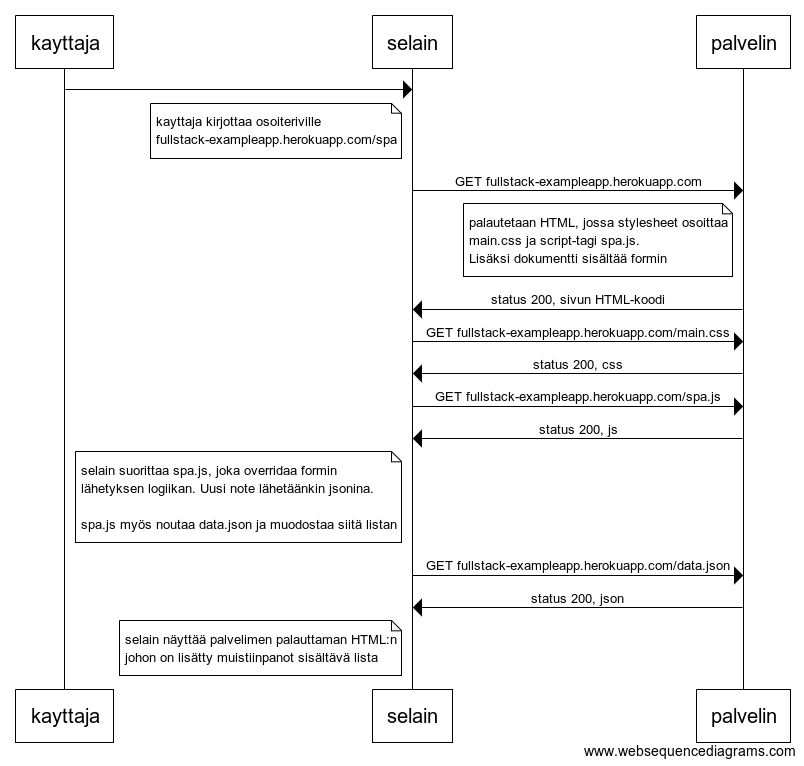 kayttaja
selain
palvelin
kayttaja kirjottaa osoiteriville
fullstack-exampleapp.herokuapp.com/spa
GET fullstack-exampleapp.herokuapp.com
palautetaan HTML, jossa stylesheet osoittaa
main.css ja script-tagi spa.js.
Lisäksi dokumentti sisältää formin
status 200, sivun HTML-koodi
GET fullstack-exampleapp.herokuapp.com/main.css
status 200, css
GET fullstack-exampleapp.herokuapp.com/spa.js
status 200, js
selain suorittaa spa.js, joka overridaa formin
lähetyksen logiikan. Uusi note lähetäänkin jsonina.
spa.js myös noutaa data.json ja muodostaa siitä listan
GET fullstack-exampleapp.herokuapp.com/data.json
status 200, json
selain näyttää palvelimen palauttaman HTML:n
johon on lisätty muistiinpanot sisältävä lista
kayttaja
selain
palvelin
www.websequencediagrams.com